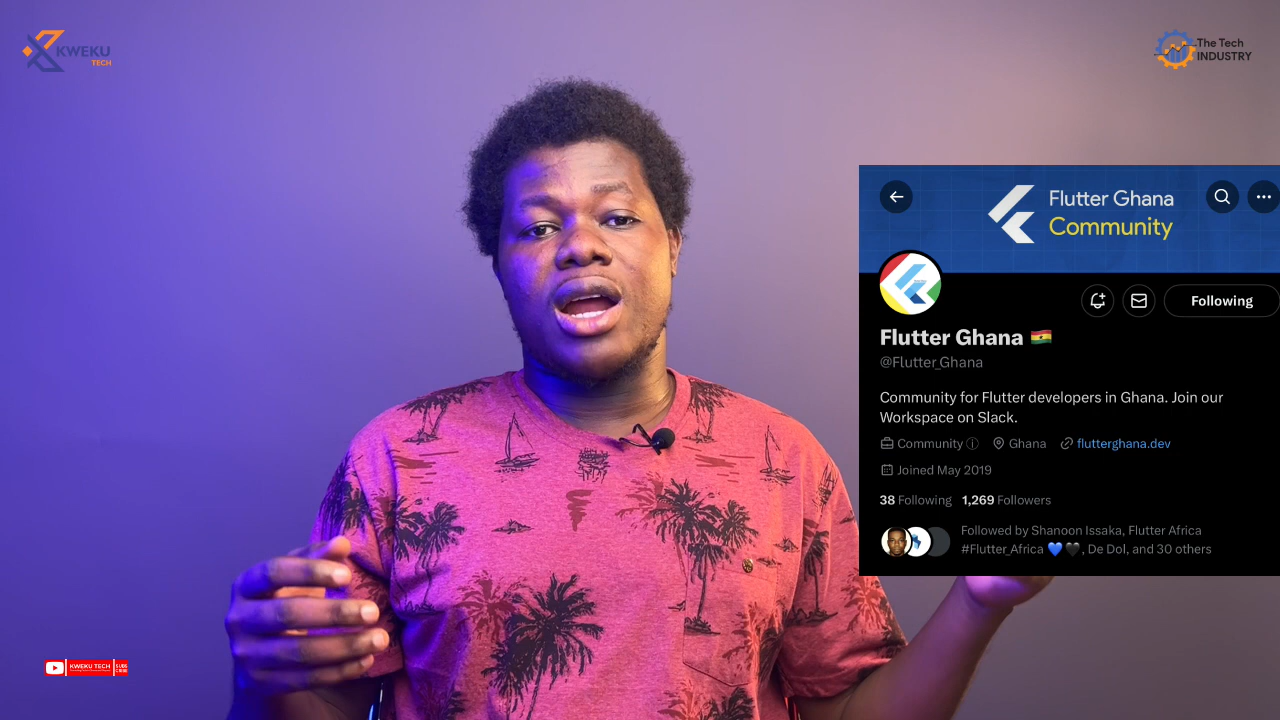 KWEKU
TECH
The Tech
INDUSTRY
Flutter Ghana
Community
Following
Flutter Ghana 🇬🇭
@Flutter_Ghana
Community for Flutter developers in Ghana. Join our
Workspace on Slack.
Community ⓘ Ghana flutterghana.dev
Joined May 2019
38 Following 1,269 Followers
Followed by Shanoon Issaka, Flutter Africa
#Flutter_Africa 💙🖤, De Dol, and 30 others
KWEKU TECH